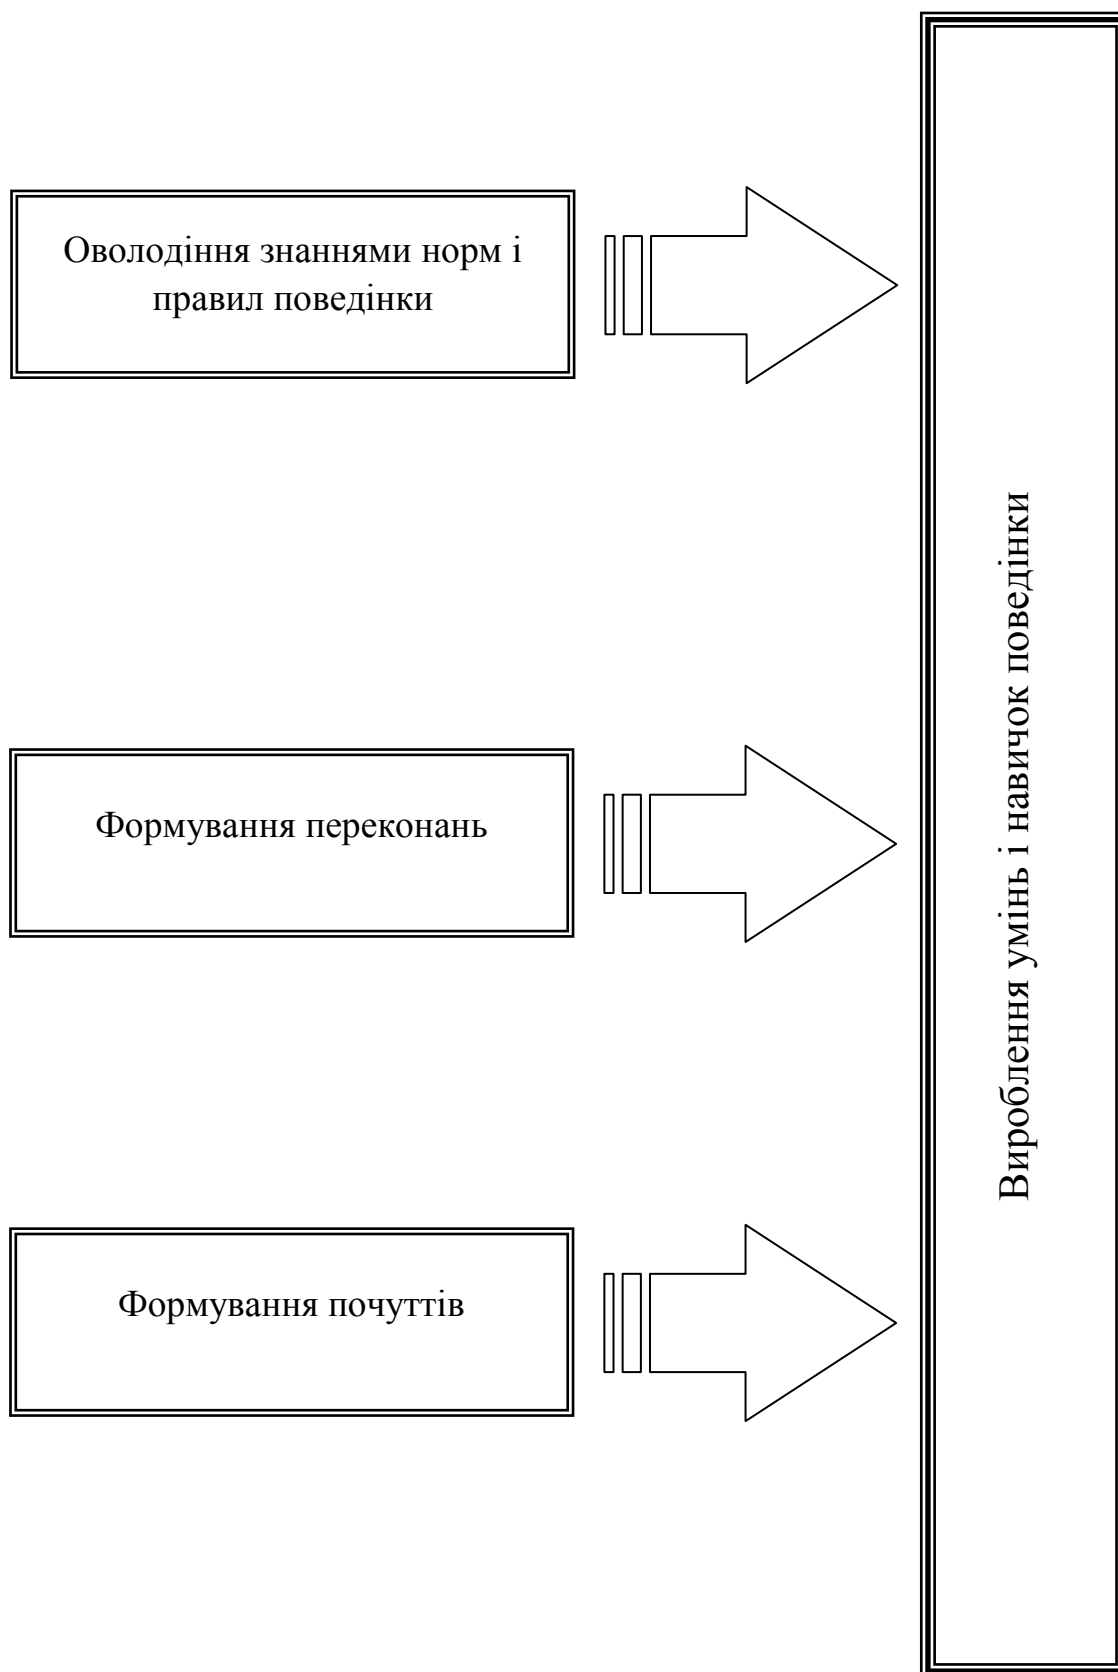 Оволодіння знаннями норм і
правил поведінки
Формування переконань
Формування почуттів
Вироблення умінь і навичок поведінки